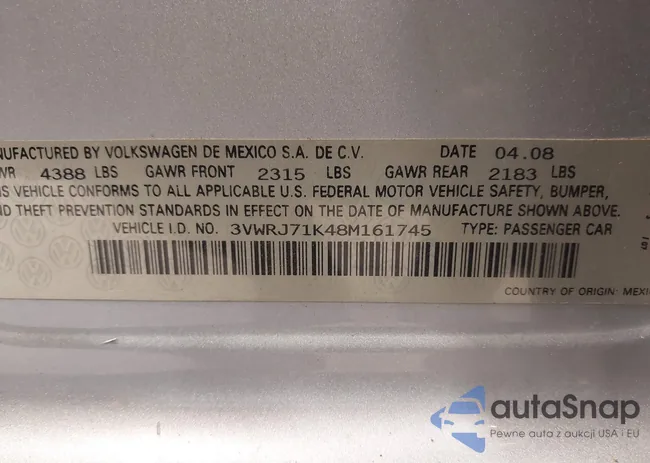 NUFACTURED BY VOLKSWAGEN DE MEXICO S.A. DE C.V. DATE 04.08
WR 4388 LBS GAWR FRONT 2315 LBS GAWR REAR 2183 LBS
IS VEHICLE CONFORMS TO ALL APPLICABLE U.S. FEDERAL MOTOR VEHICLE SAFETY, BUMPER,
ND THEFT PREVENTION STANDARDS IN EFFECT ON THE DATE OF MANUFACTURE SHOWN ABOVE.
VEHICLE I.D. NO. 3VWRJ71K48M161745 TYPE: PASSENGER CAR
COUNTRY OF ORIGIN: MEXI
autoSnap
Pewne auta z aukcji USA i EU